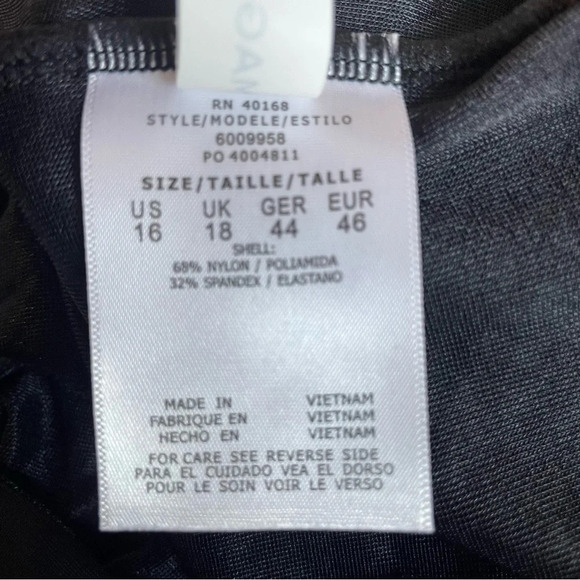 RN 40168
STYLE/MODELE/ESTILO
6009958
PO 4004811
SIZE/TAILLE/TALLE
US UK GER EUR
16 18 44 46
SHELL:
68% NYLON / POLIAMIDA
32% SPANDEX / ELASTANO
MADE IN VIETNAM
FABRIQUE EN VIETNAM
HECHO EN VIETNAM
FOR CARE SEE REVERSE SIDE
PARA EL CUIDADO VEA EL DORSO
POUR LE SOIN VOIR LE VERSO